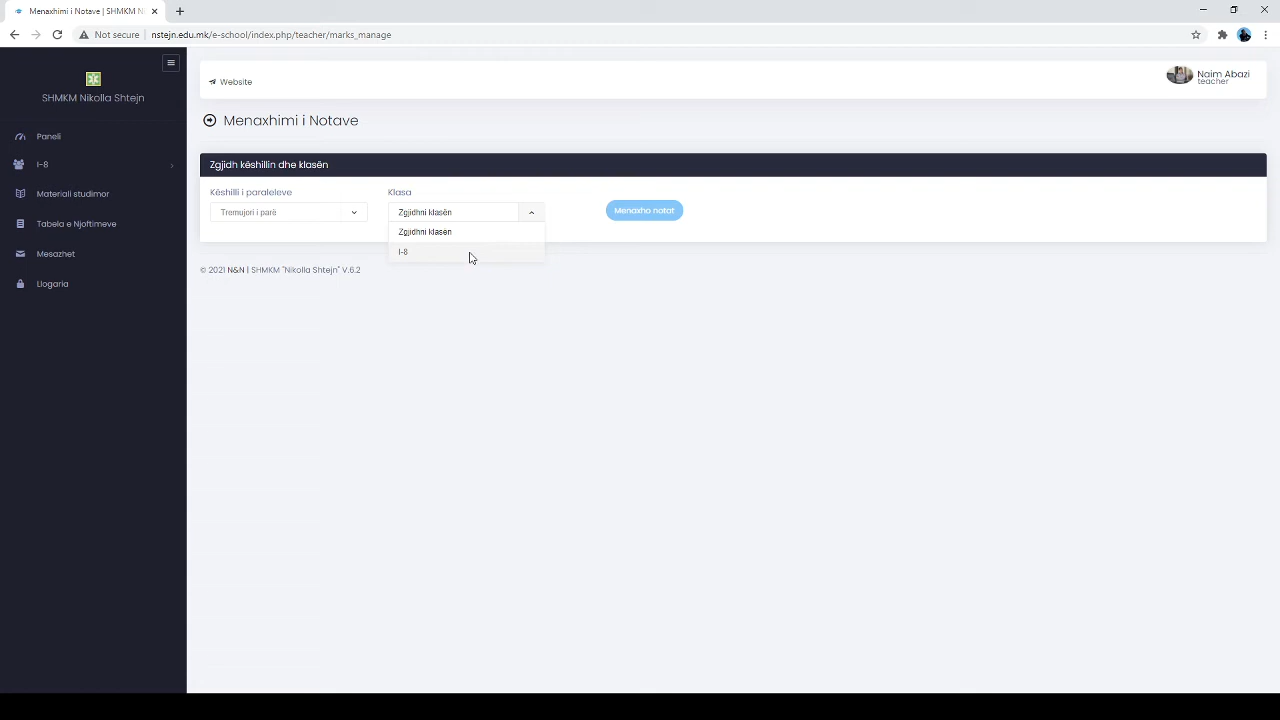 Menaxhimi i Notave | SHMKM Ni
Not secure
nstejn.edu.mk/e-school/index.php/teacher/marks_manage
SHMKM Nikolla Shtejn
Paneli
I-8
Materiali studimor
Tabela e Njoftimeve
Mesazhet
Llogaria
Website
Naim Abazi
teacher
Menaxhimi i Notave
Zgjidh këshillin dhe klasën
Këshilli i paraleleve
Klasa
Tremujori i parë
Zgjidhni klasën
Menaxho notat
Zgjidhni klasën
I-8
© 2021 N&N | SHMKM "Nikolla Shtejn" V.6.2